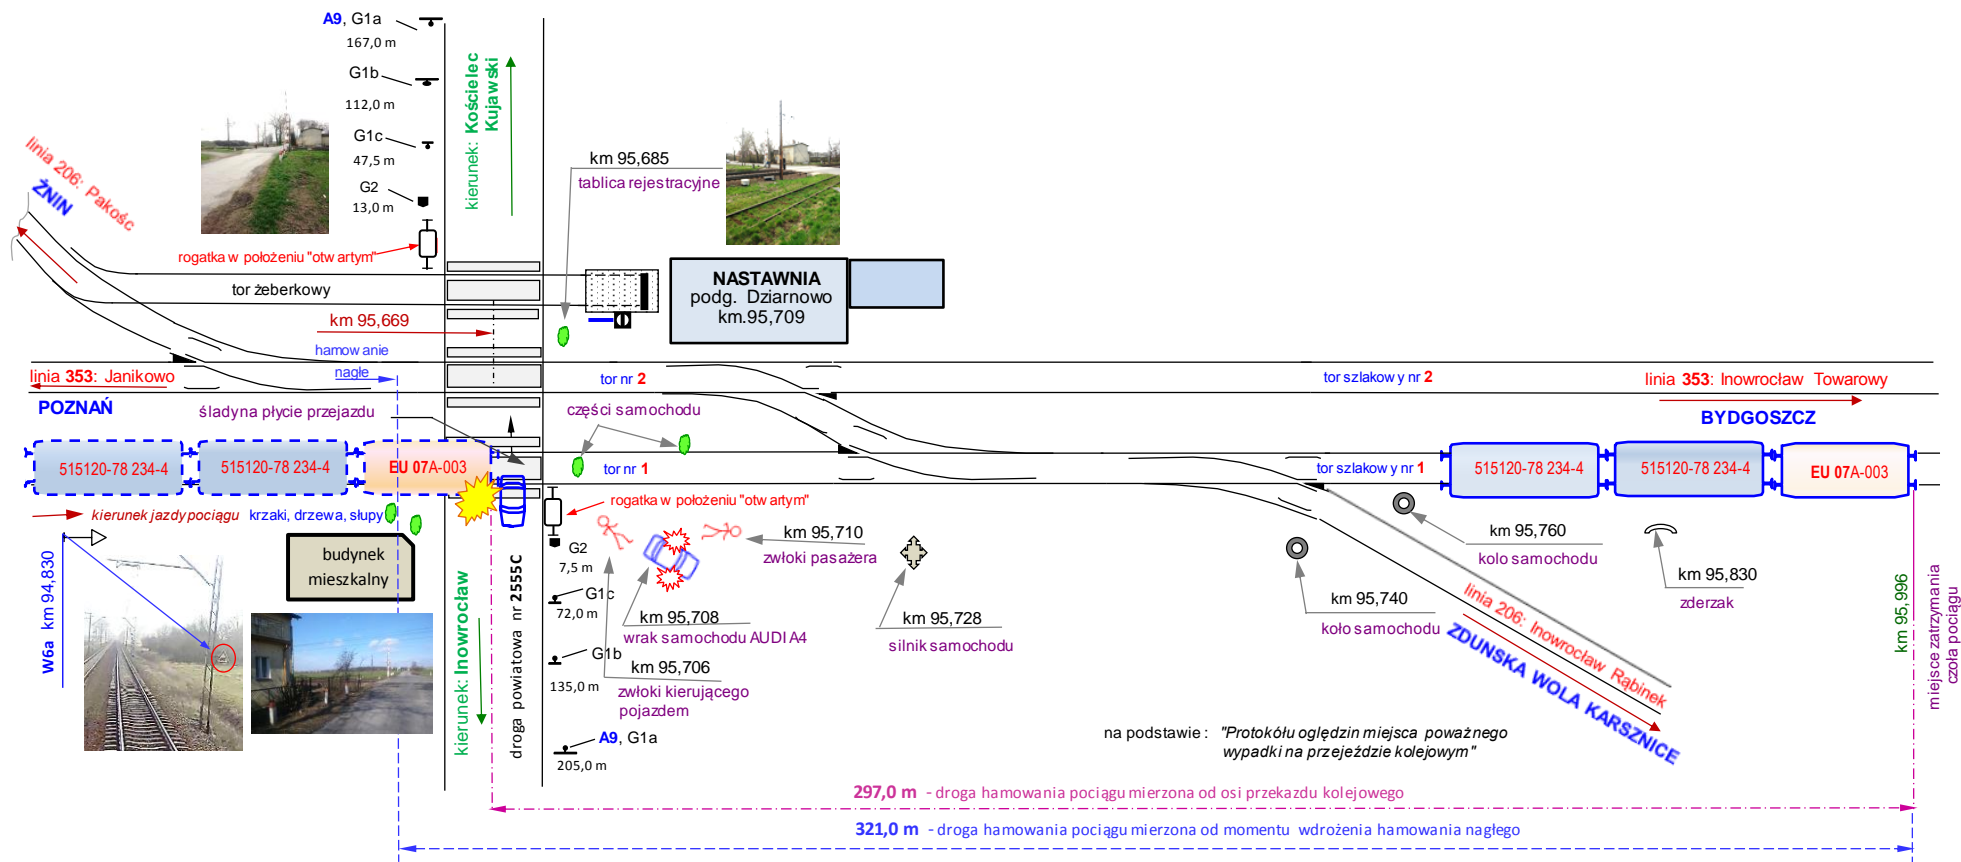 A9, G1a
167,0 m
G1b
112,0 m
G1c
47,5 m
G2
13,0 m
kierunek: Kościelec
Kujawski
linia 206: Pakośc
ŻNIN
km 95,685
tablica rejestracyjne
rogatka w położeniu "otwartym"
tor żeberkowy
NASTAWNIA
podg. Dziarnowo
km.95,709
km 95,669
hamowanie
nagłe
linia 353: Janikowo
tor nr 2
tor szlakowy nr 2
linia 353: Inowrocław Towarowy
POZNAŃ
ślady na płycie przejazdu
części samochodu
BYDGOSZCZ
515120-78 234-4
515120-78 234-4
EU 07A-003
tor nr 1
tor szlakowy nr 1
515120-78 234-4
515120-78 234-4
EU 07A-003
kierunek jazdy pociągu
krzaki, drzewa, słupy
rogatka w położeniu "otwartym"
W6a km 94,830
budynek
mieszkalny
G2
7,5 m
G1c
72,0 m
G1b
135,0 m
A9, G1a
205,0 m
kierunek: Inowrocław
droga powiatowa nr 2555C
km 95,710
zwłoki pasażera
km 95,708
wrak samochodu AUDI A4
km 95,706
zwłoki kierującego
pojazdem
km 95,728
silnik samochodu
km 95,740
koło samochodu
km 95,760
kolo samochodu
km 95,830
zderzak
linia 206: Inowrocław Rąbinek
ZDUNSKA WOLA KARSZNICE
km 95,996
miejsce zatrzymania
czoła pociągu
na podstawie : "Protokółu oględzin miejsca poważnego
wypadki na przejeździe kolejowym"
297,0 m - droga hamowania pociągu mierzona od osi przekazdu kolejowego
321,0 m - droga hamowania pociągu mierzona od momentu wdrożenia hamowania nagłego